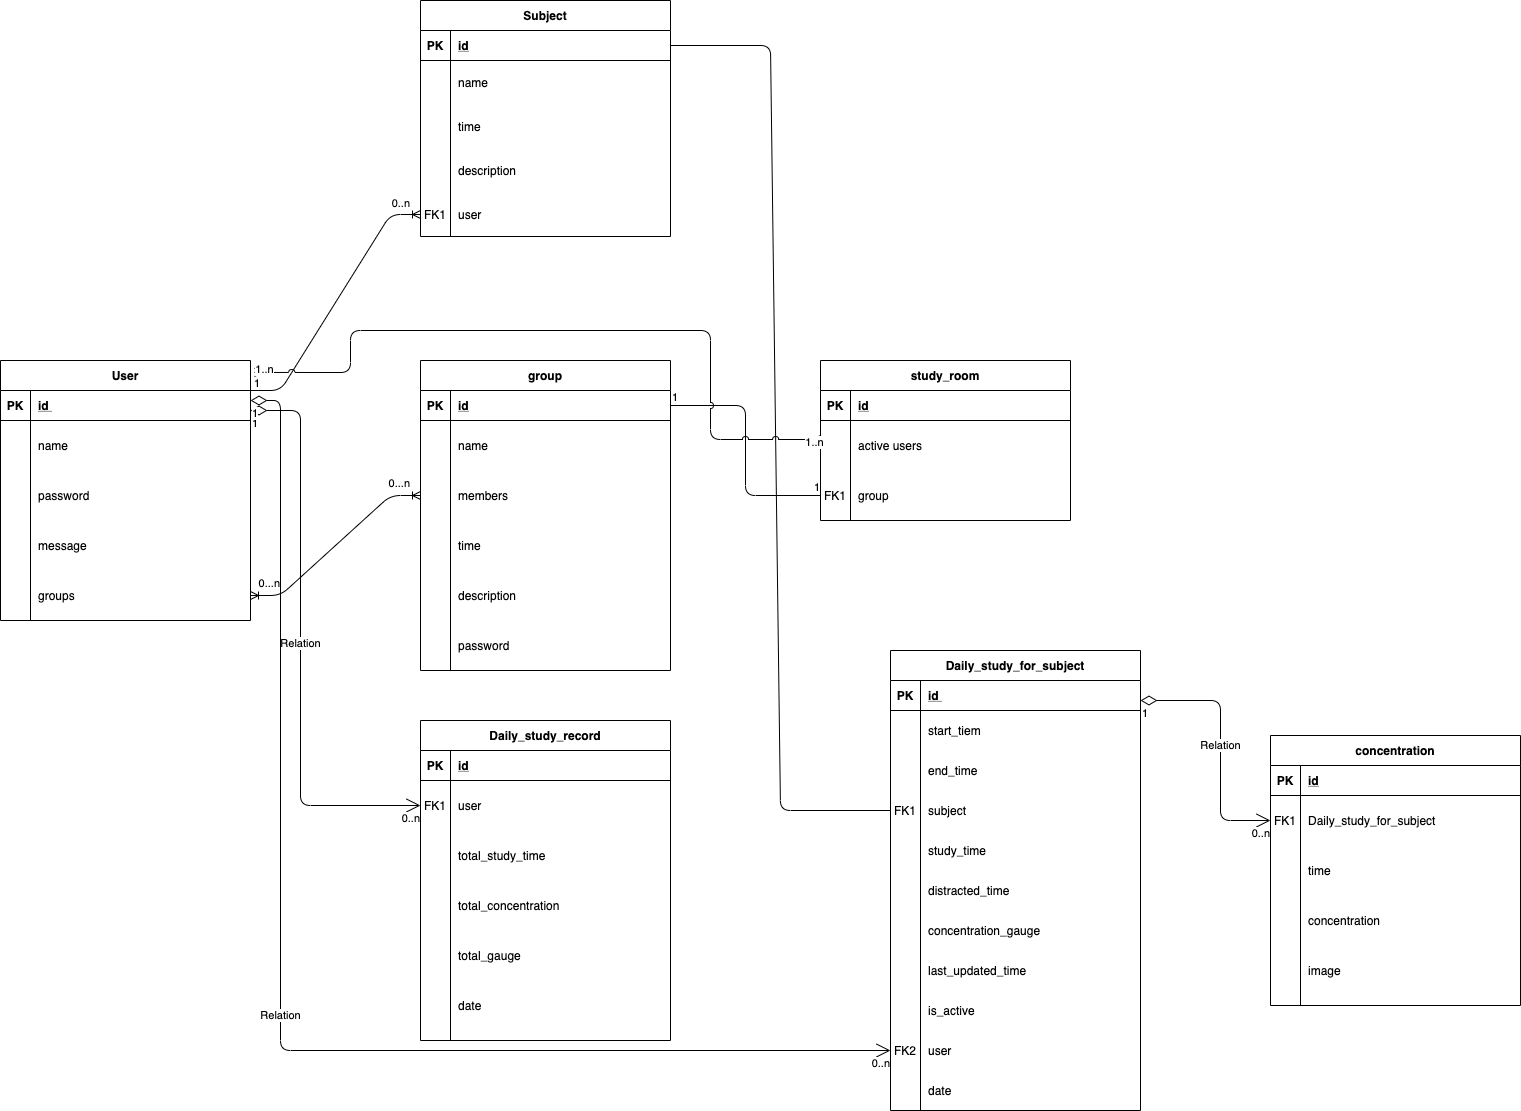 Subject
PK id
name
time
description
0..n
FK1 user
User
PK id
name
password
message
groups
:1..n
1
1
1
0...n
group
PK id
name
0...n
members
time
description
password
1
study_room
PK id
1..n
active users
1
FK1 group
Relation
Daily_study_record
PK id
FK1 user
0..n
total_study_time
total_concentration
total_gauge
date
Relation
Daily_study_for_subject
PK id
1
start_tiem
end_time
FK1 subject
study_time
distracted_time
concentration_gauge
last_updated_time
is_active
FK2 user
0..n
date
Relation
concentration
PK id
FK1 Daily_study_for_subject
0..n
time
concentration
image